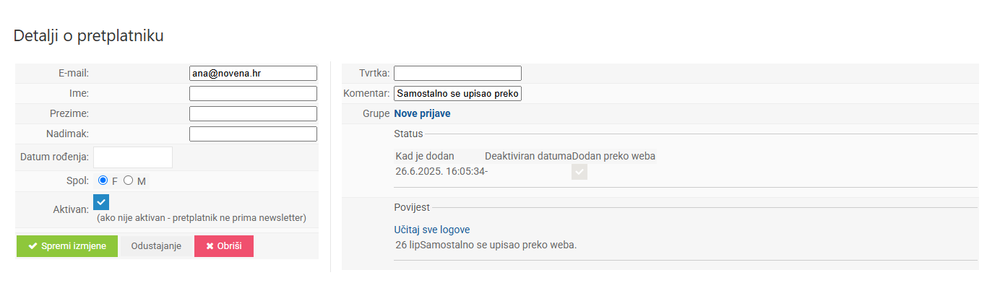 Detalji o pretplatniku
E-mail: ana@novena.hr
Ime:
Prezime:
Nadimak:
Datum rođenja:
Spol: F M
Aktivan:
(ako nije aktivan - pretplatnik ne prima newsletter)
Spremi izmjene Odustajanje Obriši
Tvrtka:
Komentar: Samostalno se upisao preko
Grupe Nove prijave
Status
Kad je dodan Deaktiviran datumaDodan preko weba
26.6.2025. 16:05:34-
Povijest
Učitaj sve logove
26 lipSamostalno se upisao preko weba.